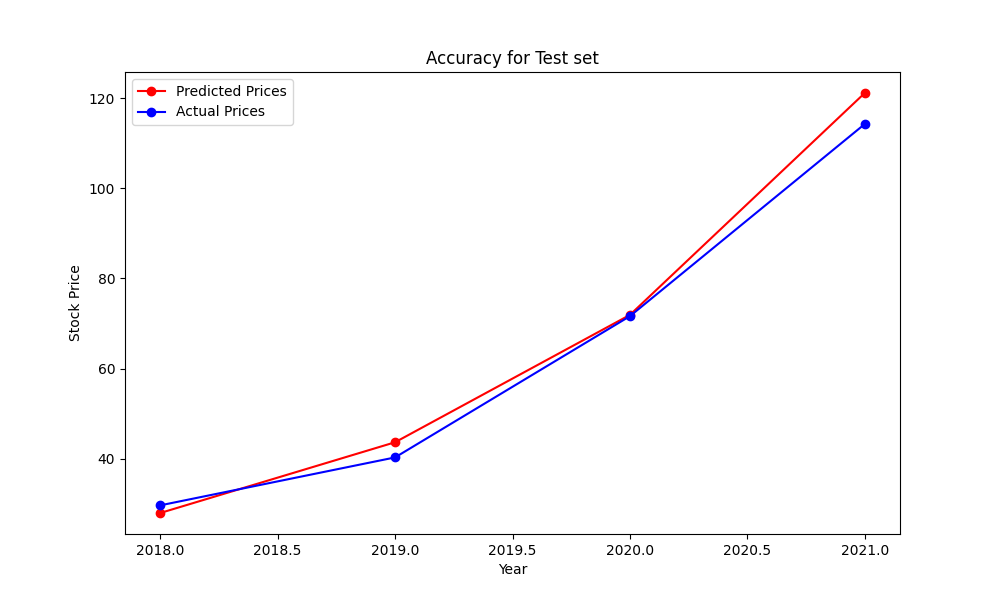 Accuracy for Test set
Predicted Prices
Actual Prices
120
100
80
60
40
Stock Price
2018.0 2018.5 2019.0 2019.5 2020.0 2020.5 2021.0
Year